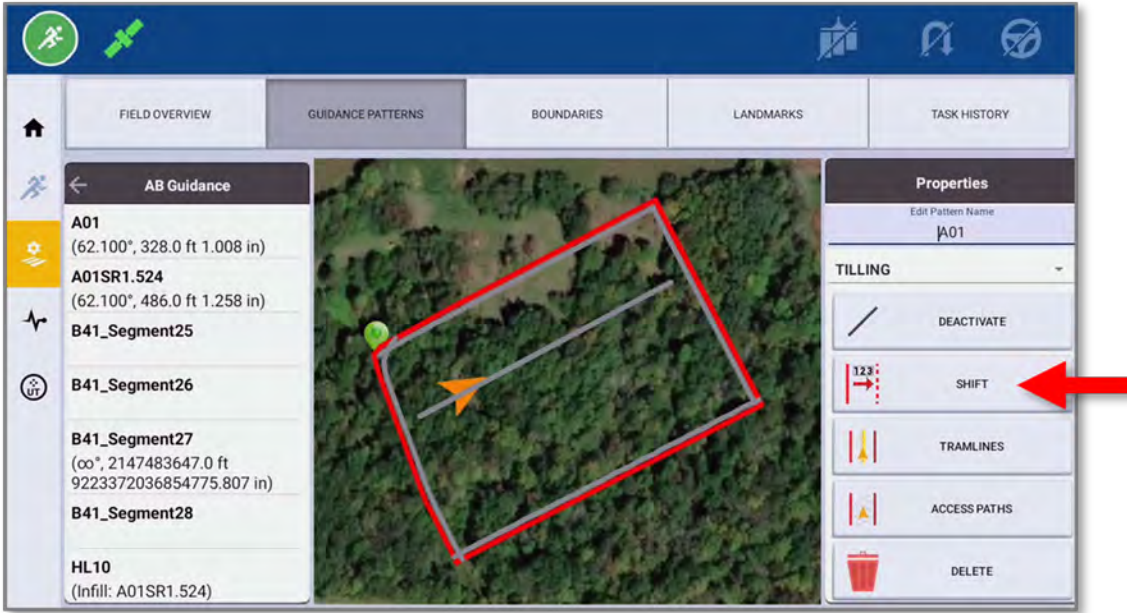 FIELD OVERVIEW
GUIDANCE PATTERNS
BOUNDARIES
LANDMARKS
TASK HISTORY
AB Guidance
A01
(62.100°, 328.0 ft 1.008 in)
A01SR1.524
(62.100°, 486.0 ft 1.258 in)
B41_Segment25
B41_Segment26
B41_Segment27
(∞°, 2147483647.0 ft
9223372036854775.807 in)
B41_Segment28
HL10
(Infill: A01SR1.524)
UT
Properties
Edit Pattern Name
A01
TILLING
DEACTIVATE
123
SHIFT
TRAMLINES
ACCESS PATHS
DELETE